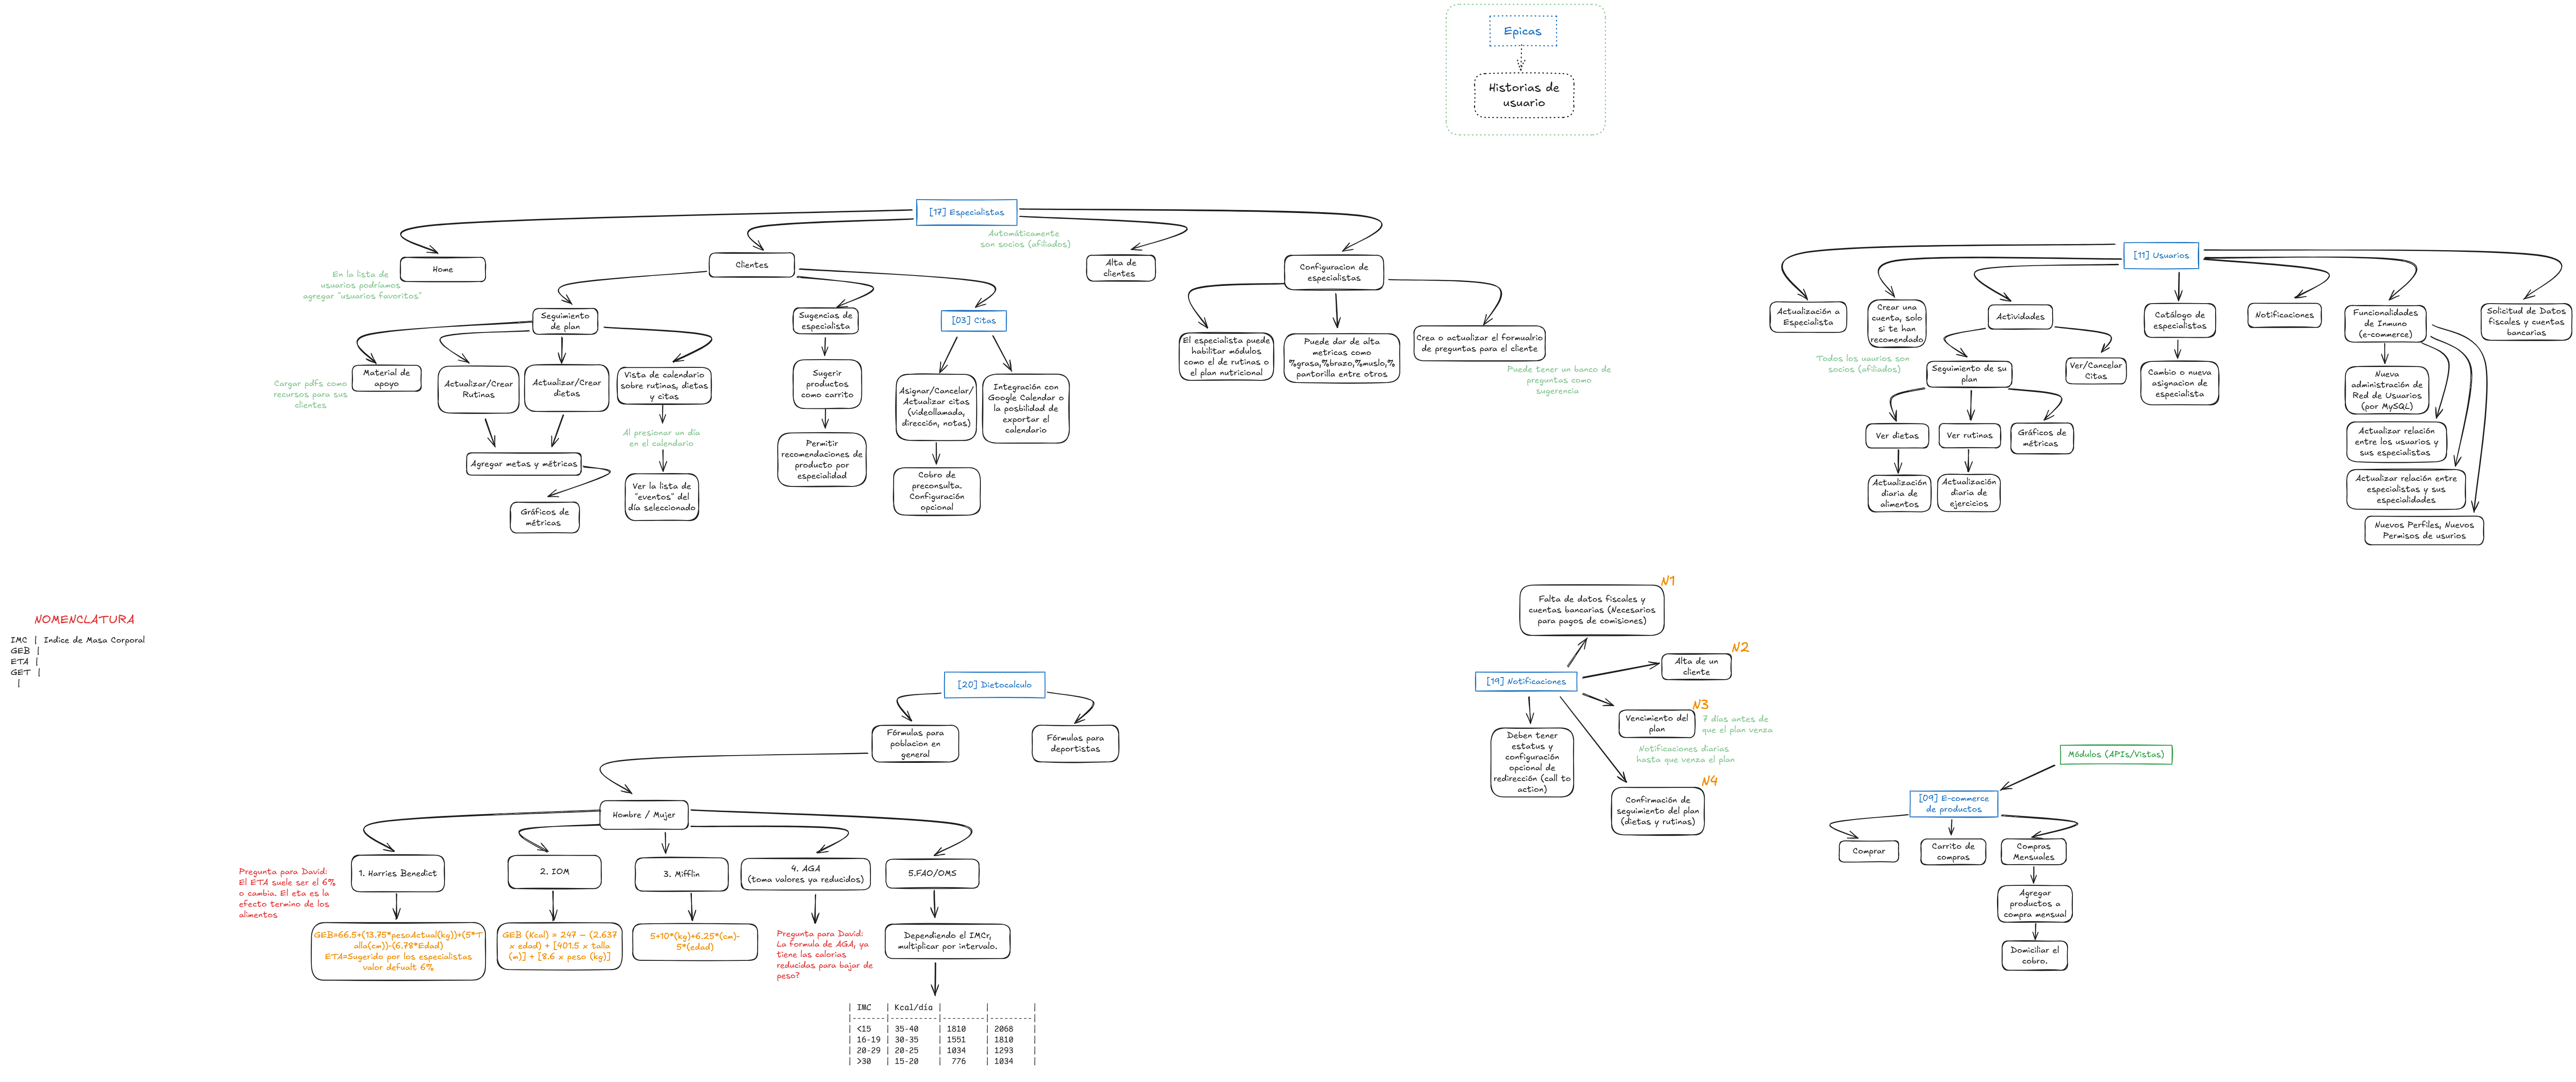 Epicas
Historias de
usuario
[17] Especialistas
Automáticamente
son socios (afiliados)
Home
En la lista de
usuarios podríamos
agregar "usuarios favoritos"
Clientes
Alta de
clientes
Configuracion de
especialistas
Seguimiento
de plan
Sugencias de
especialista
[03] Citas
Material de
apoyo
Cargar pdfs como
recursos para sus
clientes
Actualizar/Crear
Rutinas
Actualizar/Crear
dietas
Vista de calendario
sobre rutinas, dietas
y citas
Al presionar un día
en el calendario
Agregar metas y métricas
Gráficos de
métricas
Ver la lista de
"eventos" del
día seleccionado
Sugerir
productos
como carrito
Permitir
recomendaciones de
producto por
especialidad
Asignar/Cancelar/
Actualizar citas
(videollamada,
dirección, notas)
Integración con
Google Calendar o
la posbilidad de
exportar el
calendario
Cobro de
preconsulta.
Configuración
opcional
El especialista puede
habilitar módulos
como el de rutinas o
el plan nutricional
Puede dar de alta
metricas como
%grasa,%brazo,%muslo,%
pantorilla entre otros
Crea o actualizar el formualrio
de preguntas para el cliente
Puede tener un banco de
preguntas como
sugerencia
[11] Usuarios
Actualización a
Especialista
Crear una
cuenta, solo
si te han
recomendado
Todos los uaurios son
socios (afiliados)
Actividades
Catálogo de
especialistas
Notificaciones
Funcionalidades
de Inmuno
(e-commerce)
Solicitud de Datos
fiscales y cuentas
bancarias
Seguimiento de su
plan
Ver/Cancelar
Citas
Cambio o nueva
asignacion de
especialista
Nueva
administración de
Red de Usuarios
(por MySQL)
Ver dietas
Ver rutinas
Gráficos de
métricas
Actualizar relación
entre los usuarios y
sus especialistas
Actualización
diaria de
alimentos
Actualización
diaria de
ejercicios
Actualizar relación entre
especialistas y sus
especialidades
Nuevos Perfiles, Nuevos
Permisos de usurios
NOMENCLATURA
IMC | Indice de Masa Corporal
GEB |
ETA |
GET |
|
[20] Dietocalculo
Fórmulas para
poblacion en
general
Fórmulas para
deportistas
Hombre / Mujer
Pregunta para David:
El ETA suele ser el 6%
o cambia. El eta es la
efecto termino de los
alimentos
1. Harries Benedict
2. IOM
3. Mifflin
4. AGA
(toma valores ya reducidos)
5.FAO/OMS
GEB=66.5+(13.75*pesoActual(kg))+(5*T
alla(cm))-(6.78*Edad)
ETA=Sugerido por los especialistas
valor defualt 6%
GEB (Kcal) = 247 – (2.637
x edad) + [401.5 x talla
(m)] + [8.6 x peso (kg)]
5+10*(kg)+6.25*(cm)-
5*(edad)
Pregunta para David:
La formula de AGA, ya
tiene las calorias
reducidas para bajar de
peso?
Dependiendo el IMCr,
multiplicar por intervalo.
| IMC | Kcal/día | | |
|-------|----------|---------|---------|
| <15 | 35-40 | 1810 | 2068 |
| 16-19 | 30-35 | 1551 | 1810 |
| 20-29 | 20-25 | 1034 | 1293 |
| >30 | 15-20 | 776 | 1034 |
N1
Falta de datos fiscales y
cuentas bancarias (Necesarios
para pagos de comisiones)
N2
Alta de un
cliente
[19] Notificaciones
N3
Vencimiento del
plan
7 días antes de
que el plan venza
Notificaciones diarias
hasta que venza el plan
Deben tener
estatus y
configuración
opcional de
redirección (call to
action)
N4
Confirmación de
seguimiento del plan
(dietas y rutinas)
Módulos (APIs/Vistas)
[09] E-commerce
de productos
Comprar
Carrito de
compras
Compras
Mensuales
Agregar
productos a
compra mensual
Domiciliar el
cobro.